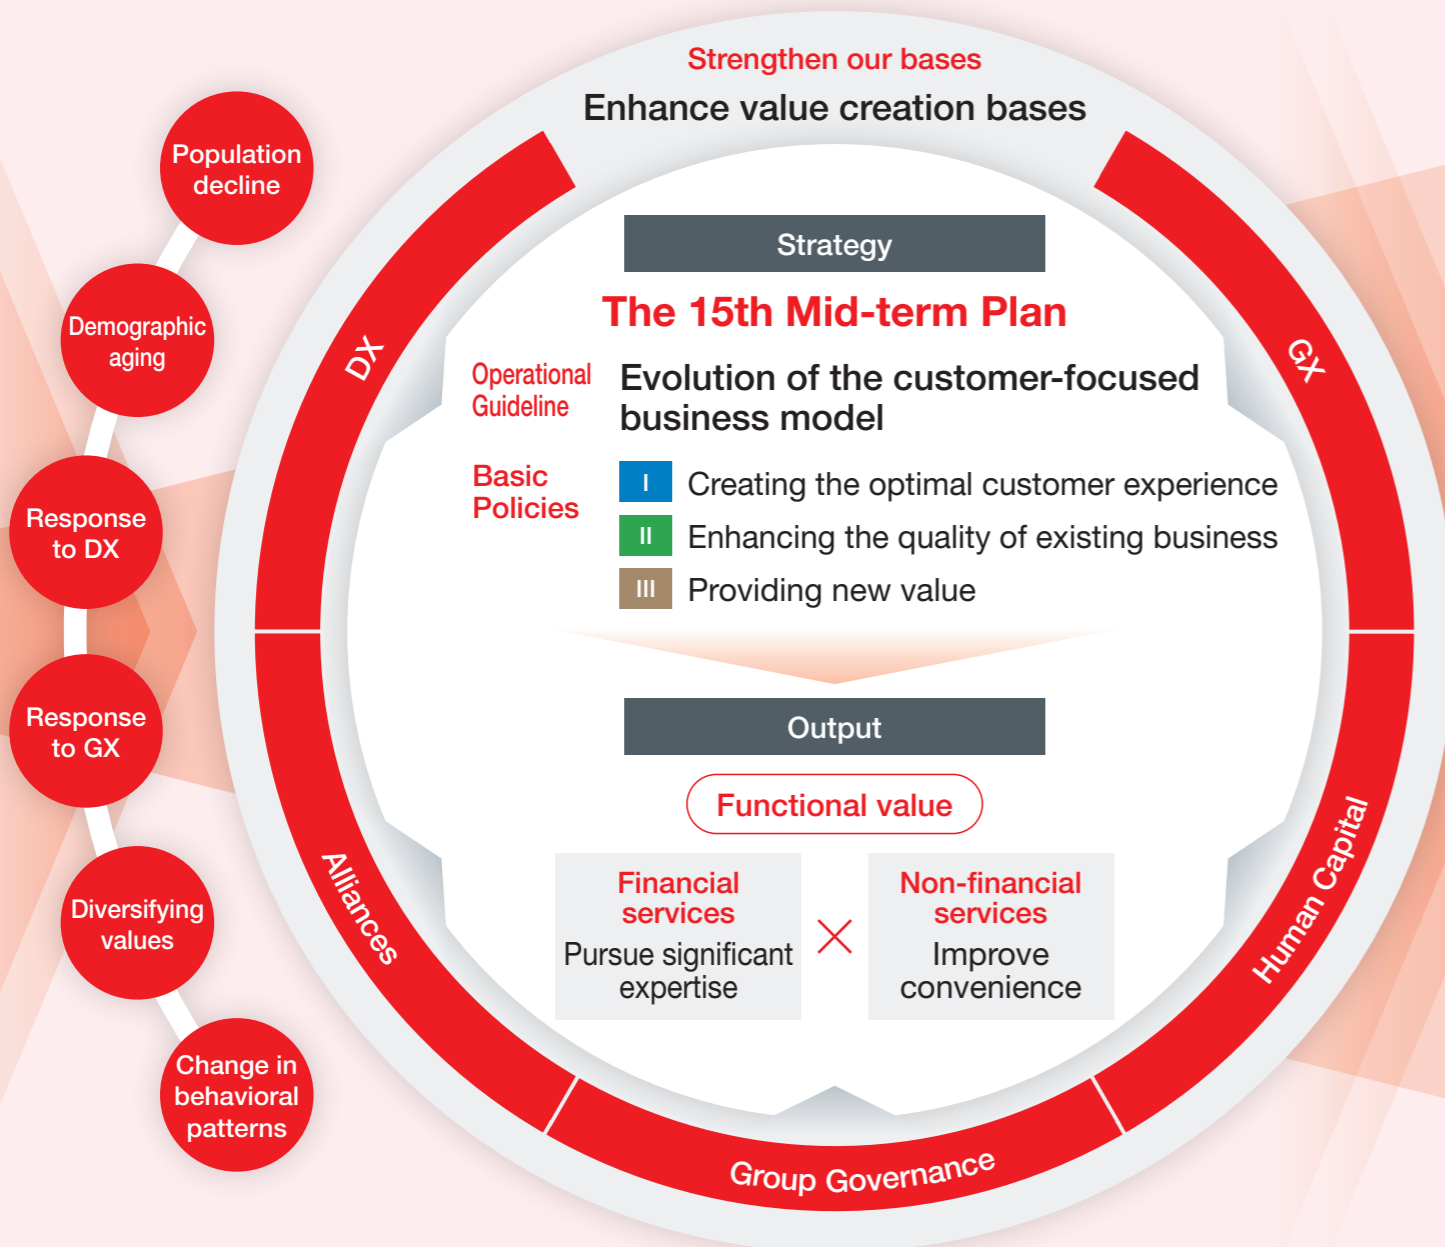 Strengthen our bases
Enhance value creation bases
Population
decline
Demographic
aging
Response
to DX
Response
to GX
Diversifying
values
Change in
behavioral
patterns
DX
GX
Alliances
Human Capital
Group Governance
Strategy
The 15th Mid-term Plan
Operational
Guideline
Evolution of the customer-focused
business model
Basic
Policies
I Creating the optimal customer experience
II Enhancing the quality of existing business
III Providing new value
Output
Functional value
Financial
services
Pursue significant
expertise
×
Non-financial
services
Improve
convenience